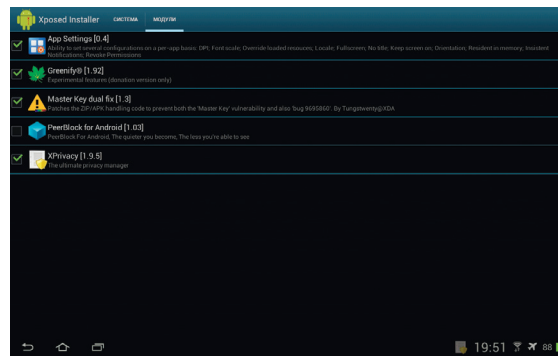 Xposed Installer СИСТЕМА МОДУЛИ
App Settings [0.4]
Ability to set several configurations on a per-app basis: DPI; Font scale; Override loaded resources; Locale; Fullscreen; No title; Keep screen on; Orientation; Resident in memory; Insistent
Notifications; Revoke Permissions
Greenify® [1.92]
Experimental features (donation version only)
Master Key dual fix [1.3]
Patches the ZIP/APK handling code to prevent both the 'Master Key' vulnerability and also 'bug 9695860'. By Tungstwenty@XDA
PeerBlock for Android [1.03]
PeerBlock For Android, The quieter you become, The less you're able to see
XPrivacy [1.9.5]
The ultimate privacy manager
19:51 88